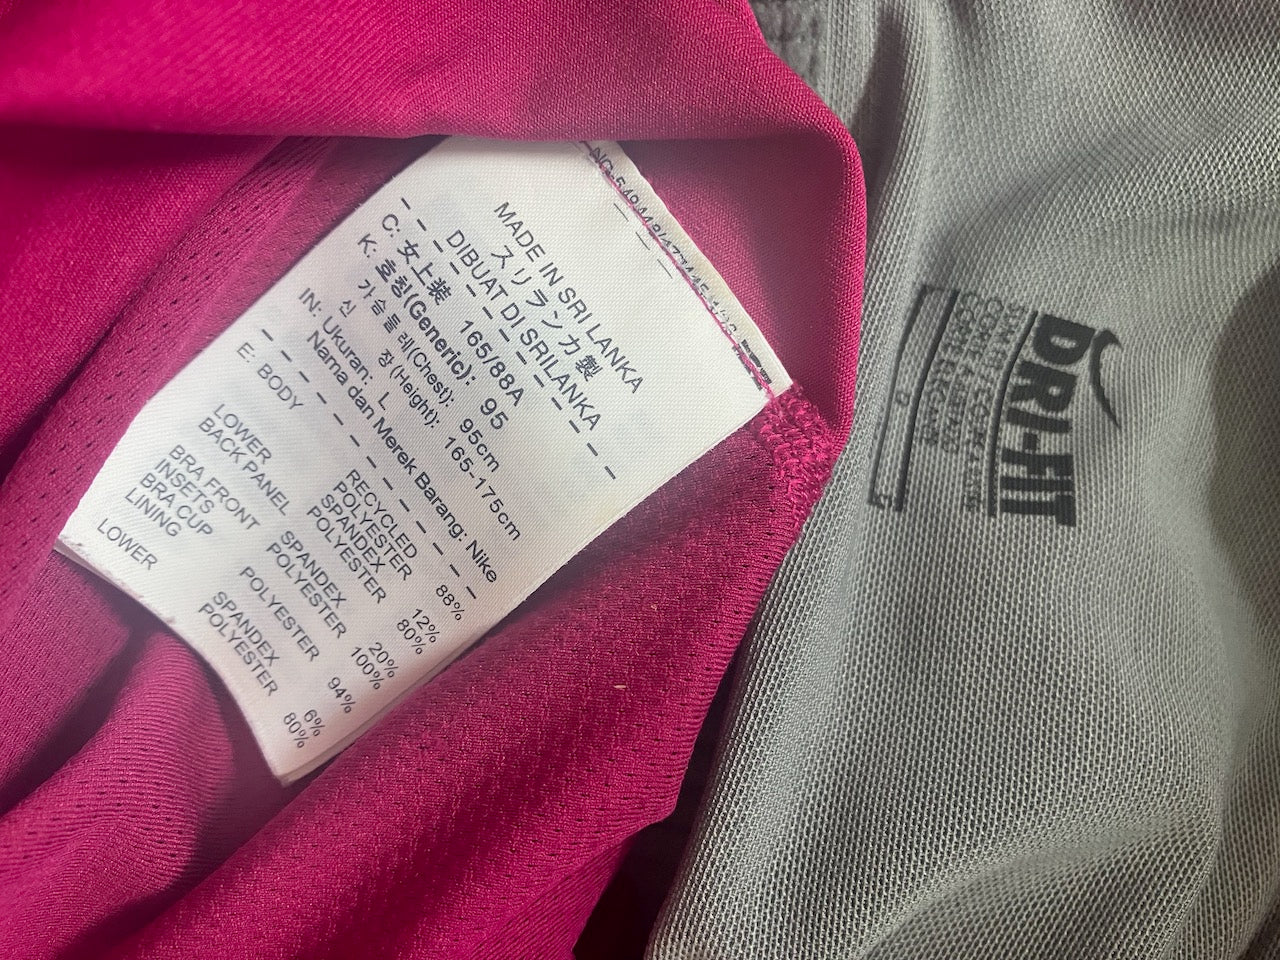 MADE IN SRI LANKA
スリランカ製
DIBUAT DI SRILANKA
C: 女上装 165/88A
K: 호칭(Generic): 95
가슴둘레(Chest): 95cm
신 장(Height): 165-175cm
IN: Ukuran: L
Nama dan Merek Barang: Nike
E: BODY
RECYCLED
POLYESTER 88%
SPANDEX 12%
LOWER POLYESTER 80%
BACK PANEL
SPANDEX 20%
BRA FRONT POLYESTER 100%
INSETS
BRA CUP POLYESTER 94%
LINING
SPANDEX 6%
LOWER POLYESTER 80%
DRI-FIT